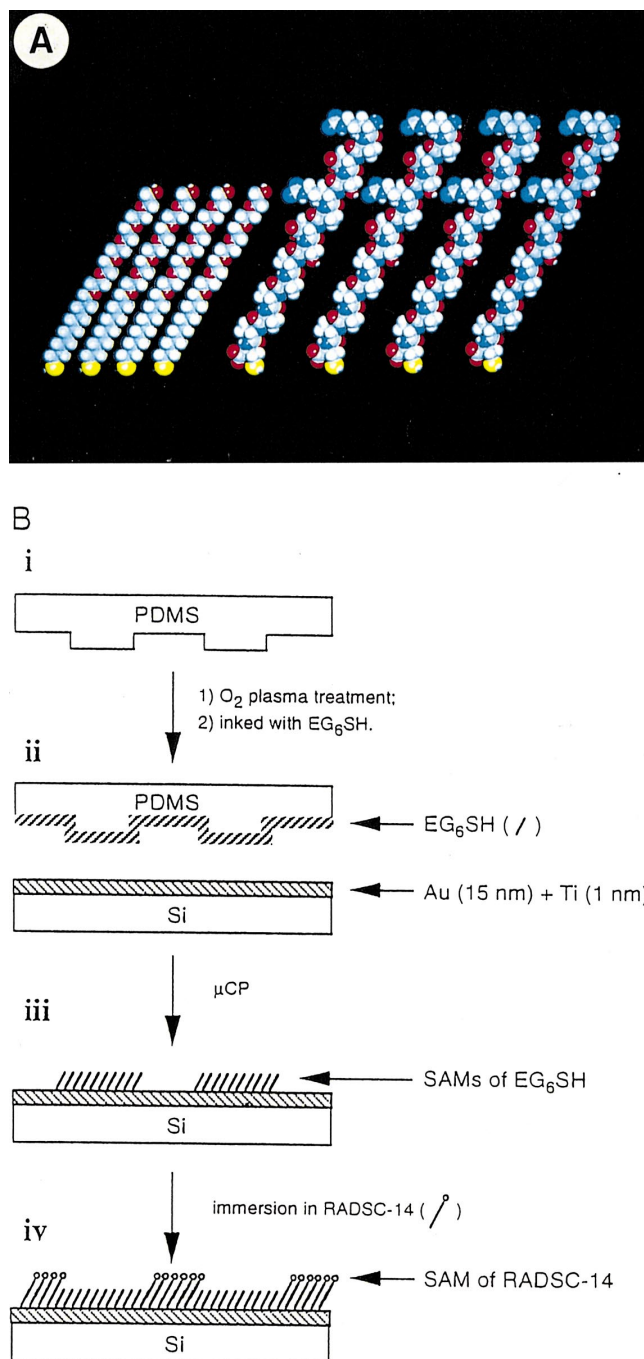 A
B
i
PDMS
1) O2 plasma treatment;
2) inked with EG6SH.
ii
PDMS
EG6SH ( / )
Au (15 nm) + Ti (1 nm)
Si
μCP
iii
SAMs of EG6SH
Si
immersion in RADSC-14 ( )
iv
SAM of RADSC-14
Si